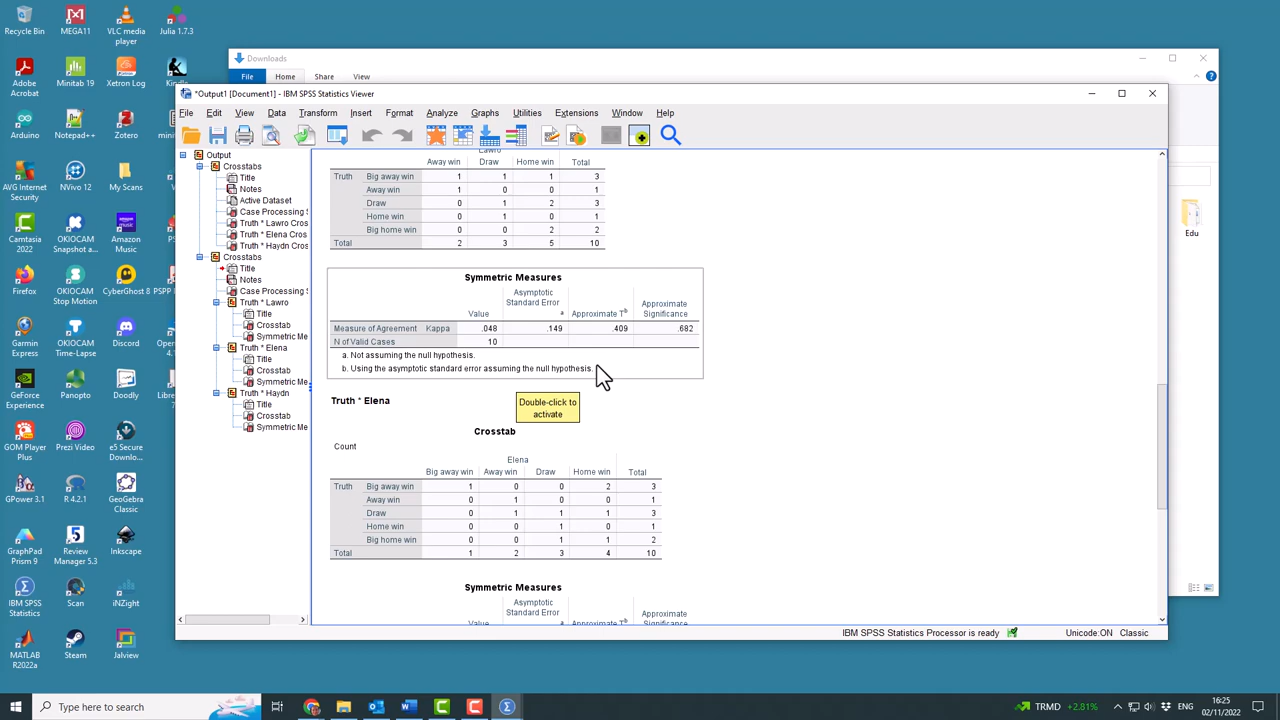 Recycle Bin
MEGA11
VLC media player
Julia 1.7.3
Adobe Acrobat
Minitab 19
Xetron Log
Kindle
Arduino
Notepad++
Zotero
AVG Internet Security
NVivo 12
My Scans
Camtasia 2022
OKIOCAM Snapshot a...
Amazon Music
Firefox
OKIOCAM Stop Motion
CyberGhost 8
PSPP
Garmin Express
OKIOCAM Time-Lapse
Discord
GeForce Experience
Pantopto
Doodly
GOM Player Plus
Prezi Video
e5 Secure Downlo...
GPower 3.1
R 4.2.1
GeoGebra Classic
GraphPad Prism 9
Review Manager 5.3
Inkscape
IBM SPSS Statistics
Scan
iNZight
MATLAB R2022a
Steam
Jalview
Downloads
File Home Share View
Edu
*Output1 [Document1] - IBM SPSS Statistics Viewer
File Edit View Data Transform Insert Format Analyze Graphs Utilities Extensions Window Help
Output
Crosstabs
Title
Notes
Active Dataset
Case Processing S
Truth * Lawro Cros
Truth * Elena Cros
Truth * Haydn Cros
Crosstabs
Title
Notes
Case Processing S
Truth * Lawro
Title
Crosstab
Symmetric Me
Truth * Elena
Title
Crosstab
Symmetric Me
Truth * Haydn
Title
Crosstab
Symmetric Me
Lawro
Away win Draw Home win Total
Truth Big away win 1 1 1 3
Away win 1 0 0 1
Draw 0 1 2 3
Home win 0 1 0 1
Big home win 0 0 2 2
Total 2 3 5 10
Symmetric Measures
Value Asymptotic Standard Error a Approximate T b Approximate Significance
Measure of Agreement Kappa .048 .149 .409 .682
N of Valid Cases 10
a. Not assuming the null hypothesis.
b. Using the asymptotic standard error assuming the null hypothesis.
Double-click to activate
Truth * Elena
Crosstab
Count
Elena
Big away win Away win Draw Home win Total
Truth Big away win 1 0 0 2 3
Away win 0 1 0 0 1
Draw 0 1 1 1 3
Home win 0 0 1 0 1
Big home win 0 0 1 1 2
Total 1 2 3 4 10
Symmetric Measures
Value Asymptotic Standard Error a Approximate T b Approximate Significance
IBM SPSS Statistics Processor is ready
Unicode:ON Classic
Type here to search
TRMD +2.81%
ENG
16:25
02/11/2022